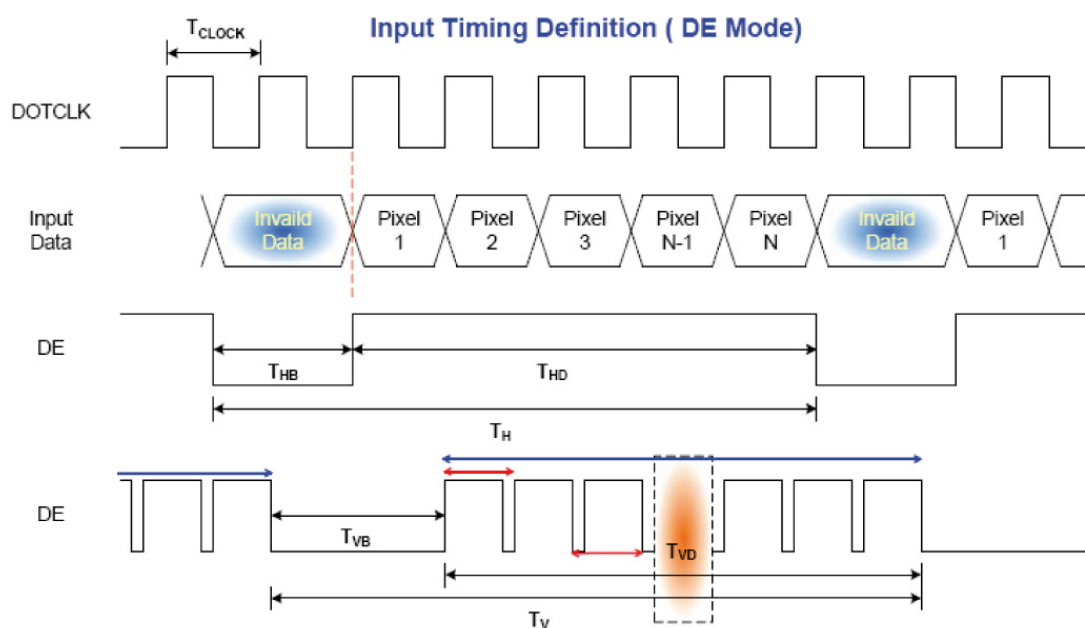 Input Timing Definition ( DE Mode)
TCLOCK
DOTCLK
Input
Data
Invaild
Data
Pixel
1
Pixel
2
Pixel
3
Pixel
N-1
Pixel
N
Invaild
Data
Pixel
1
DE
THB
THD
TH
DE
TVB
TVD
TV